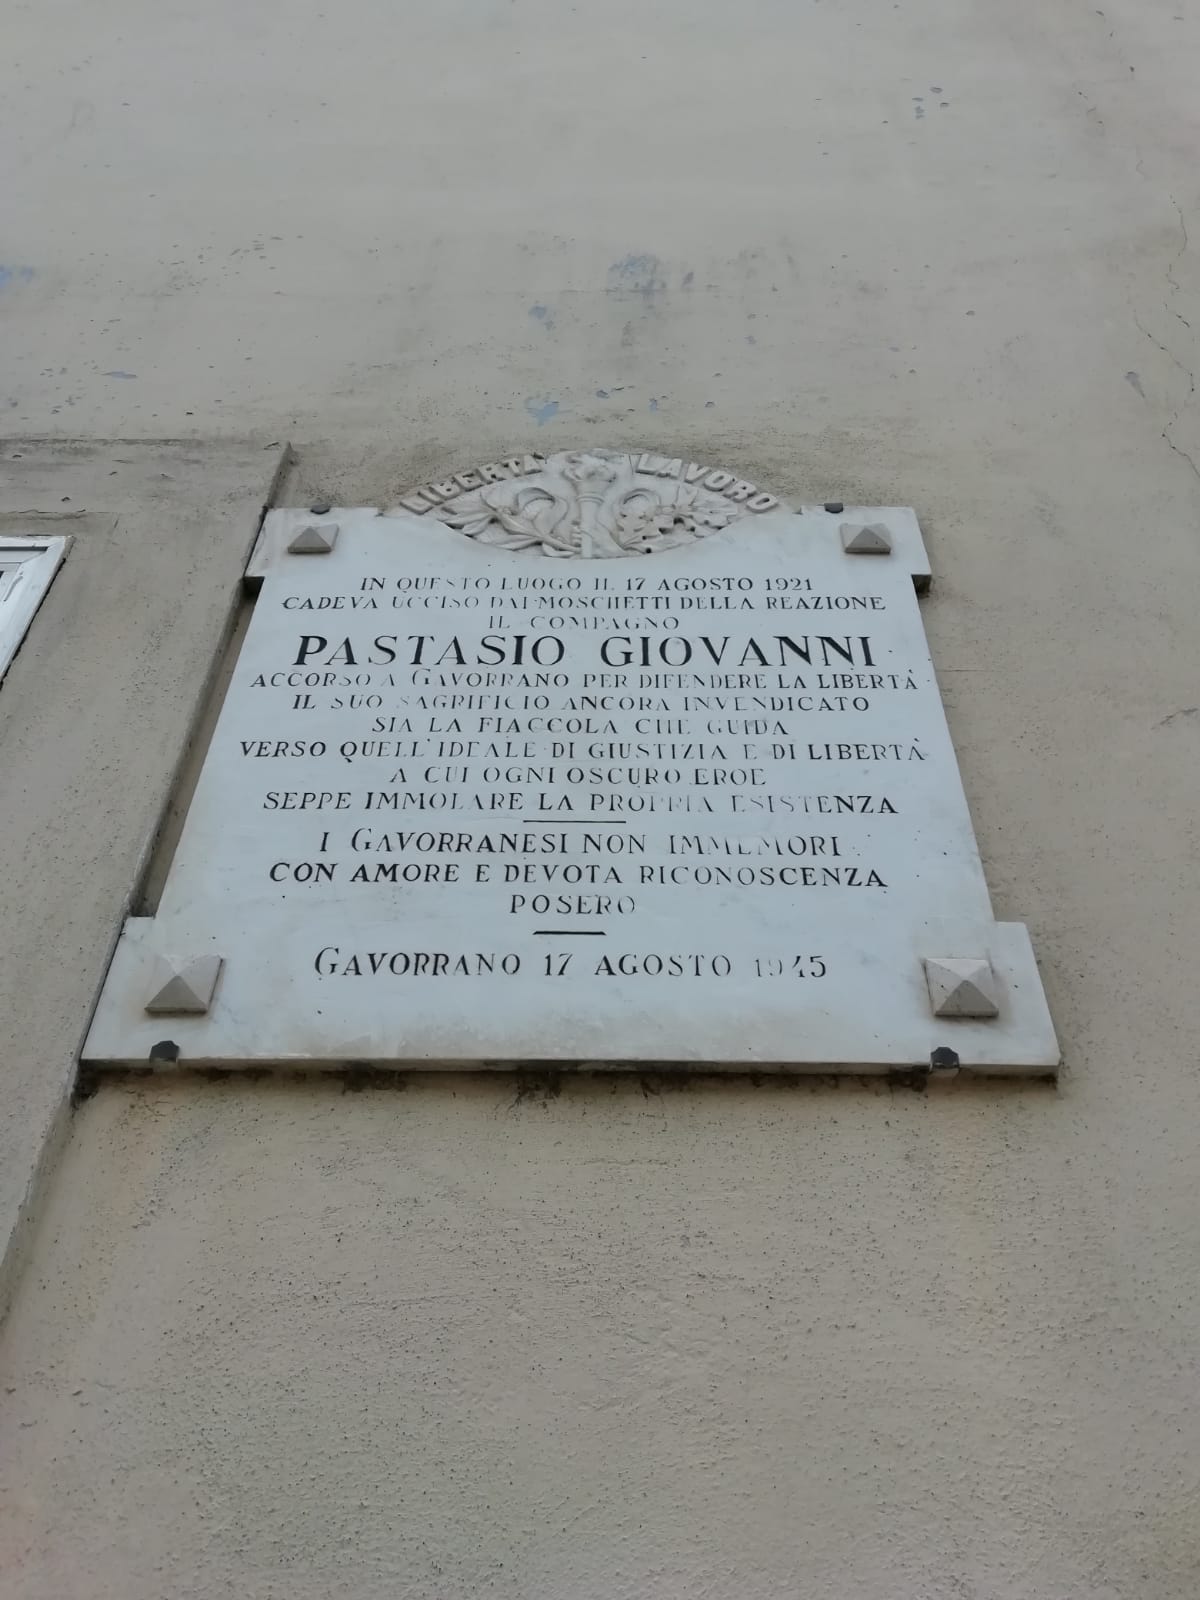 LIBERTA LAVORO
IN QUESTO LUOGO IL 17 AGOSTO 1921
CADEVA UCCISO DAI MOSCHETTI DELLA REAZIONE
IL COMPAGNO
PASTASIO GIOVANNI
ACCORSO A GAVORRANO PER DIFENDERE LA LIBERTÀ
IL SUO SAGRIFICIO ANCORA INVENDICATO
SIA LA FIACCOLA CHE GUIDA
VERSO QUELL'IDEALE DI GIUSTIZIA E DI LIBERTÀ
A CUI OGNI OSCURO EROE
SEPPE IMMOLARE LA PROPRIA ESISTENZA
I GAVORRANESI NON IMMEMORI
CON AMORE E DEVOTA RICONOSCENZA
POSERO
GAVORRANO 17 AGOSTO 1945